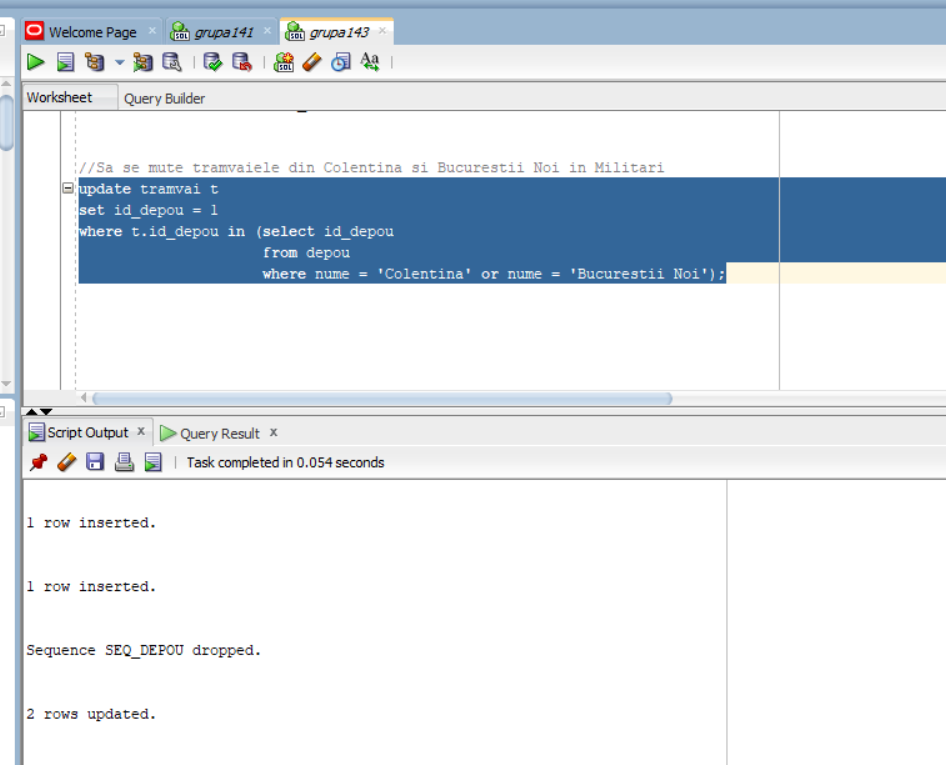 Welcome Page
grupa141
grupa143
Worksheet
Query Builder
//Sa se mute tramvaiele din Colentina si Bucurestii Noi in Militari
update tramvai t
set id_depou = 1
where t.id_depou in (select id_depou
from depou
where nume = 'Colentina' or nume = 'Bucurestii Noi');
Script Output x
Query Result x
Task completed in 0.054 seconds
1 row inserted.
1 row inserted.
Sequence SEQ_DEPOU dropped.
2 rows updated.